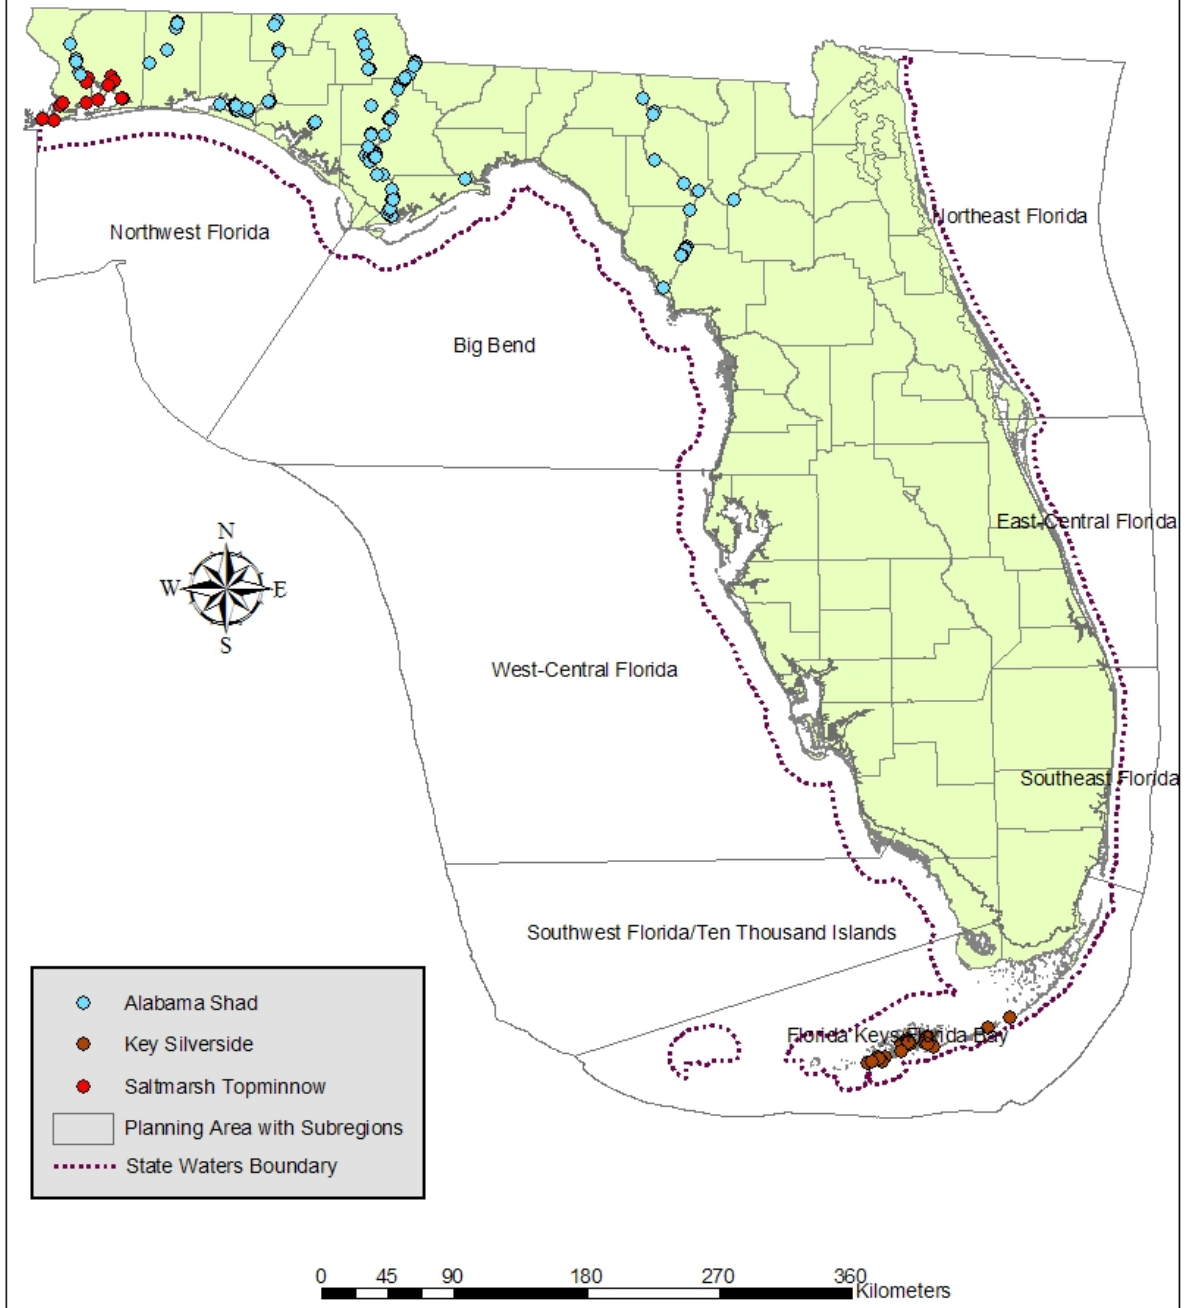 Northwest Florida
Northeast Florida
Big Bend
N
W E
S
East-Central Florida
West-Central Florida
Southeast Florida
Southwest Florida/Ten Thousand Islands
Florida Keys/Florida Bay
Alabama Shad
Key Silverside
Saltmarsh Topminnow
Planning Area with Subregions
State Waters Boundary
0 45 90 180 270 360
Kilometers